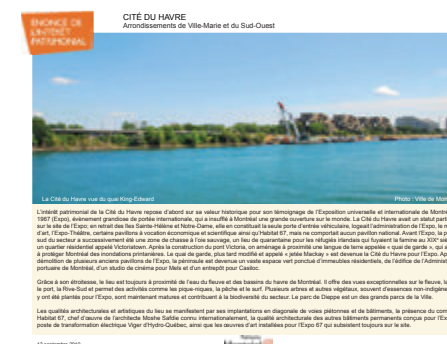 ÉNONCÉ DE
L'INTÉRÊT
PATRIMONIAL
CITÉ DU HAVRE
Arrondissements de Ville-Marie et du Sud-Ouest
La Cité du Havre vue du quai King-Edward
Photo : Ville de Mon
L'intérêt patrimonial de la Cité du Havre repose d'abord sur sa valeur historique pour son témoignage de l'Exposition universelle et internationale de Montré
1967 (Expo), évènement grandiose de portée internationale, qui a insufflé à Montréal une grande ouverture sur le monde. La Cité du Havre avait un statut parti
sur le site de l'Expo; en retrait des îles Sainte-Hélène et Notre-Dame, elle en constituait la seule porte d'entrée véhiculaire, logeait l'administration de l'Expo, le m
d'art, l'Expo-Théâtre, certains pavillons à vocation économique et scientifique ainsi qu'Habitat 67, mais ne comportait aucun pavillon national. Avant l'Expo, la p
sud du secteur a successivement été une zone de chasse à l'oie sauvage, un lieu de quarantaine pour les réfugiés irlandais qui fuyaient la famine au XIXe siè
un quartier résidentiel appelé Victoriatown. Après la construction du pont Victoria, on aménage à proximité une langue de terre appelée « quai de garde », qui a
à protéger Montréal des inondations printanières. Le quai de garde, plus tard modifié et appelé « jetée Mackay » est devenue la Cité du Havre pour l'Expo. Ap
démolition de plusieurs anciens pavillons de l'Expo, la péninsule est devenue un vaste espace vert ponctué d'immeubles résidentiels, de l'édifice de l'Administ
portuaire de Montréal, d'un studio de cinéma pour Mels et d'un entrepôt pour
Grâce à son étroitesse, le lieu est toujours à proximité de l'eau du fleuve et des bassins du havre de Montréal. Il offre des vues exceptionnelles sur le fleuve, la
le port, la Rive-Sud et permet des activités comme les pique-niques, la pêche et le surf. Plusieurs arbres et autres végétaux, souvent d'essences non-indigène
y ont été plantés pour l'Expo, sont maintenant matures et contribuent à la biodiversité du secteur. Le parc de Dieppe est un des grands parcs de la Ville.
Les qualités architecturales et artistiques du lieu se manifestent par ses implantations en diagonale de voies piétonnes et de bâtiments, la présence du com
Habitat 67, chef d'œuvre de l'architecte Moshe Safdie connu internationalement, la qualité architecturale des autres bâtiments permanents conçus pour l'Ex
poste de transformation électrique Viger d'Hydro-Québec, ainsi que les œuvres d'art installées pour l'Expo 67 qui subsistent toujours sur le site.
Montréal